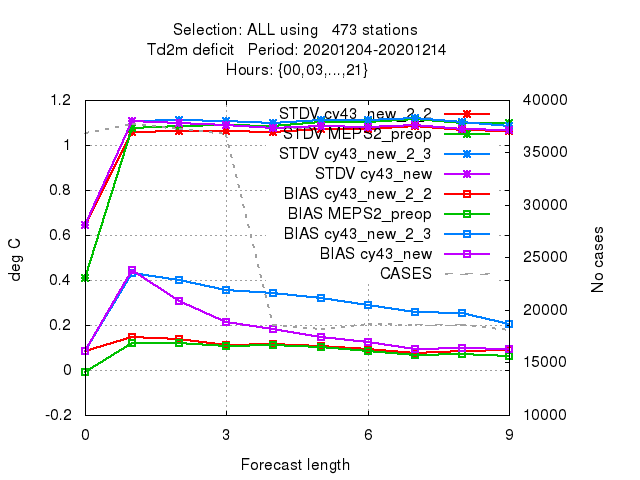 Selection: ALL using 473 stations
Td2m deficit Period: 20201204-20201214
Hours: {00,03,...,21}
1.2
1
0.8
0.6
0.4
0.2
0
-0.2
deg C
40000
35000
30000
25000
20000
15000
10000
No cases
STDV cy43_new_2_2
STDV MEPS2_preop
STDV cy43_new_2_3
STDV cy43_new
BIAS cy43_new_2_2
BIAS MEPS2_preop
BIAS cy43_new_2_3
BIAS cy43_new
CASES
0 3 6 9
Forecast length